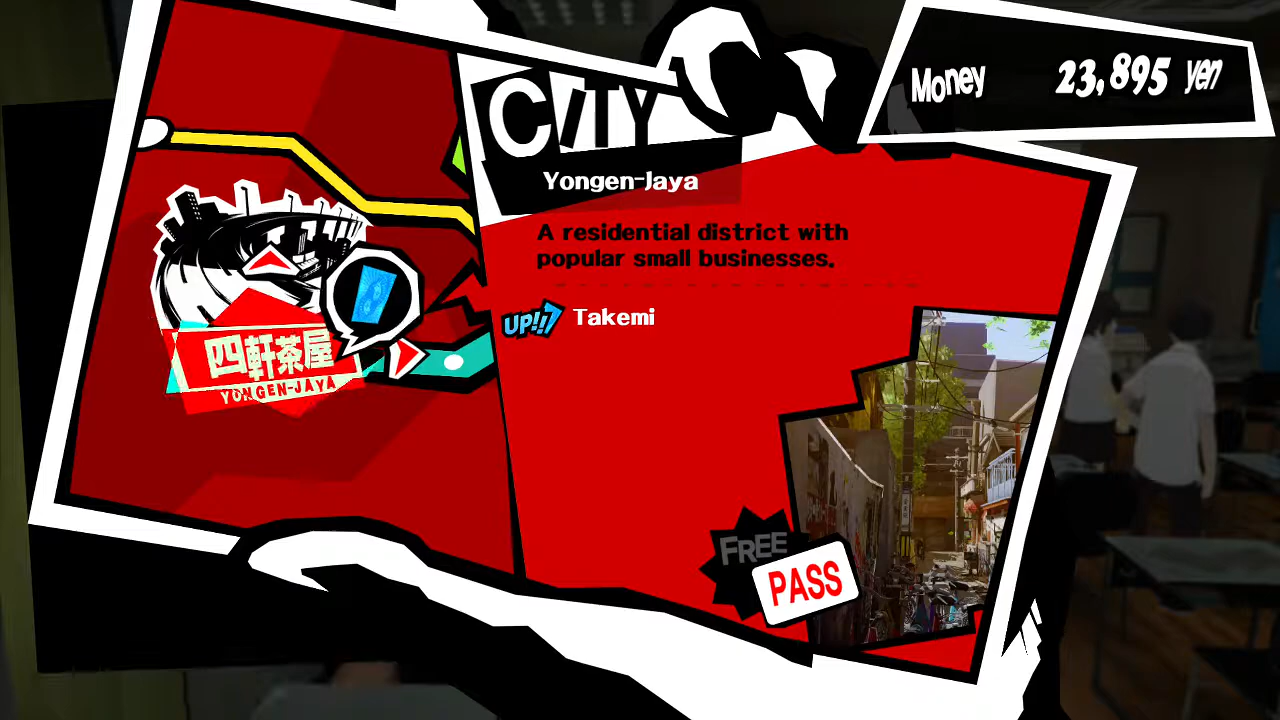 Money 23,895 yen
CITY
Yongen-Jaya
A residential district with
popular small businesses.
UP!!
Takemi
四軒茶屋
YONGEN-JAYA
FREE
PASS